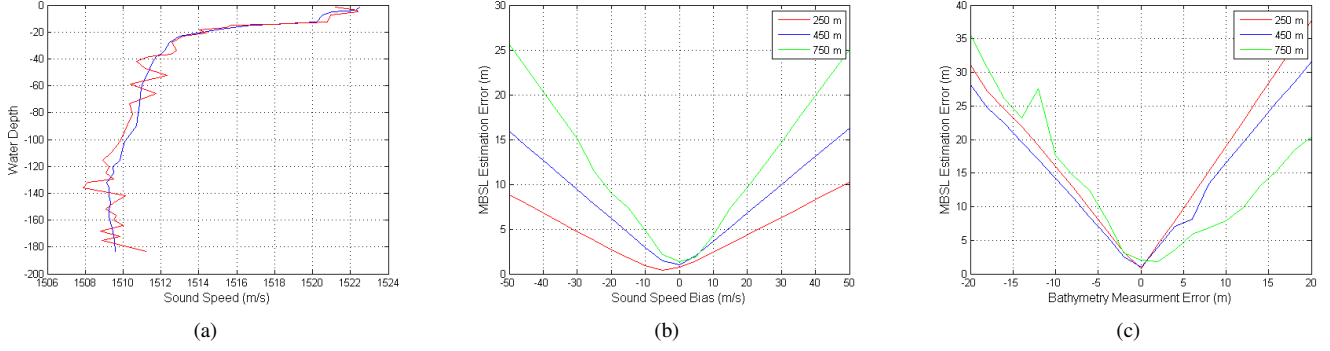 0
-20
-40
-60
-80
-100
-120
-140
-160
-180
-200
Water Depth
1506 1508 1510 1512 1514 1516 1518 1520 1522 1524
Sound Speed (m/s)
(a)
30
25
20
15
10
5
0
MBSL Estimation Error (m)
250 m
450 m
750 m
-50 -40 -30 -20 -10 0 10 20 30 40 50
Sound Speed Bias (m/s)
(b)
40
35
30
25
20
15
10
5
0
MBSL Estimation Error (m)
250 m
450 m
750 m
-20 -15 -10 -5 0 5 10 15 20
Bathymetry Measurment Error (m)
(c)